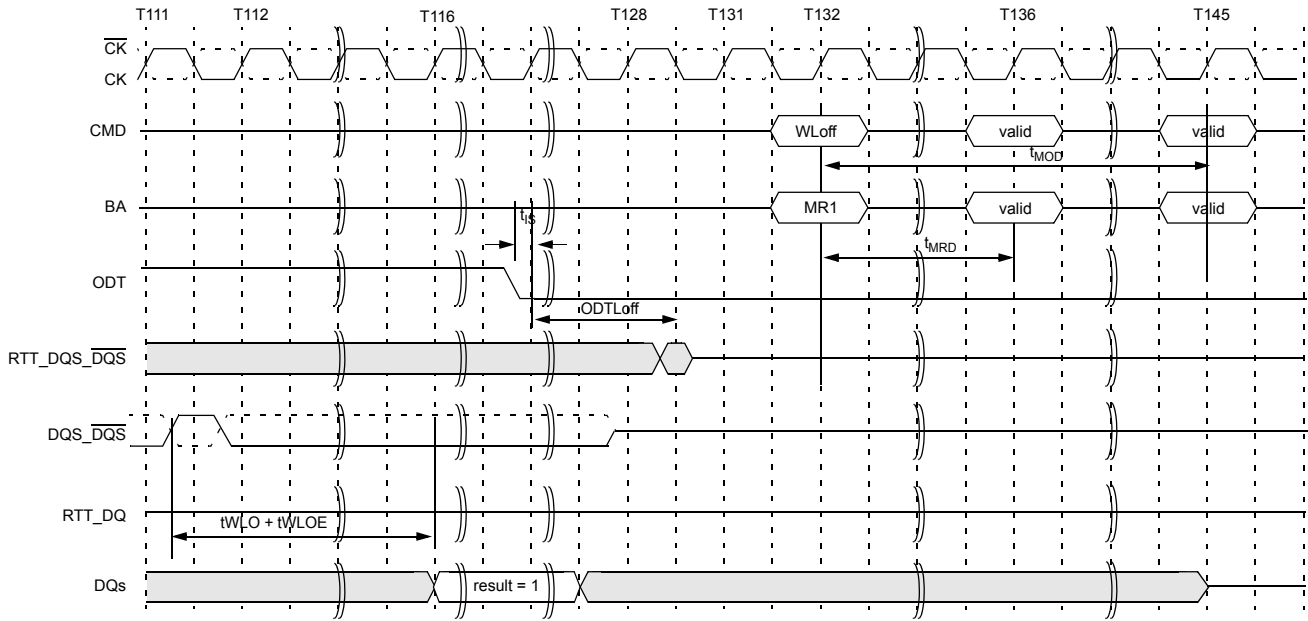 T111 T112 T116 T128 T131 T132 T136 T145
CK
CK
CMD WLoff valid valid
tMOD
BA MR1 valid valid
tIS
tMRD
ODT
ODTLoff
RTT_DQS_DQS
DQS_DQS
RTT_DQ
tWLO + tWLOE
DQs result = 1